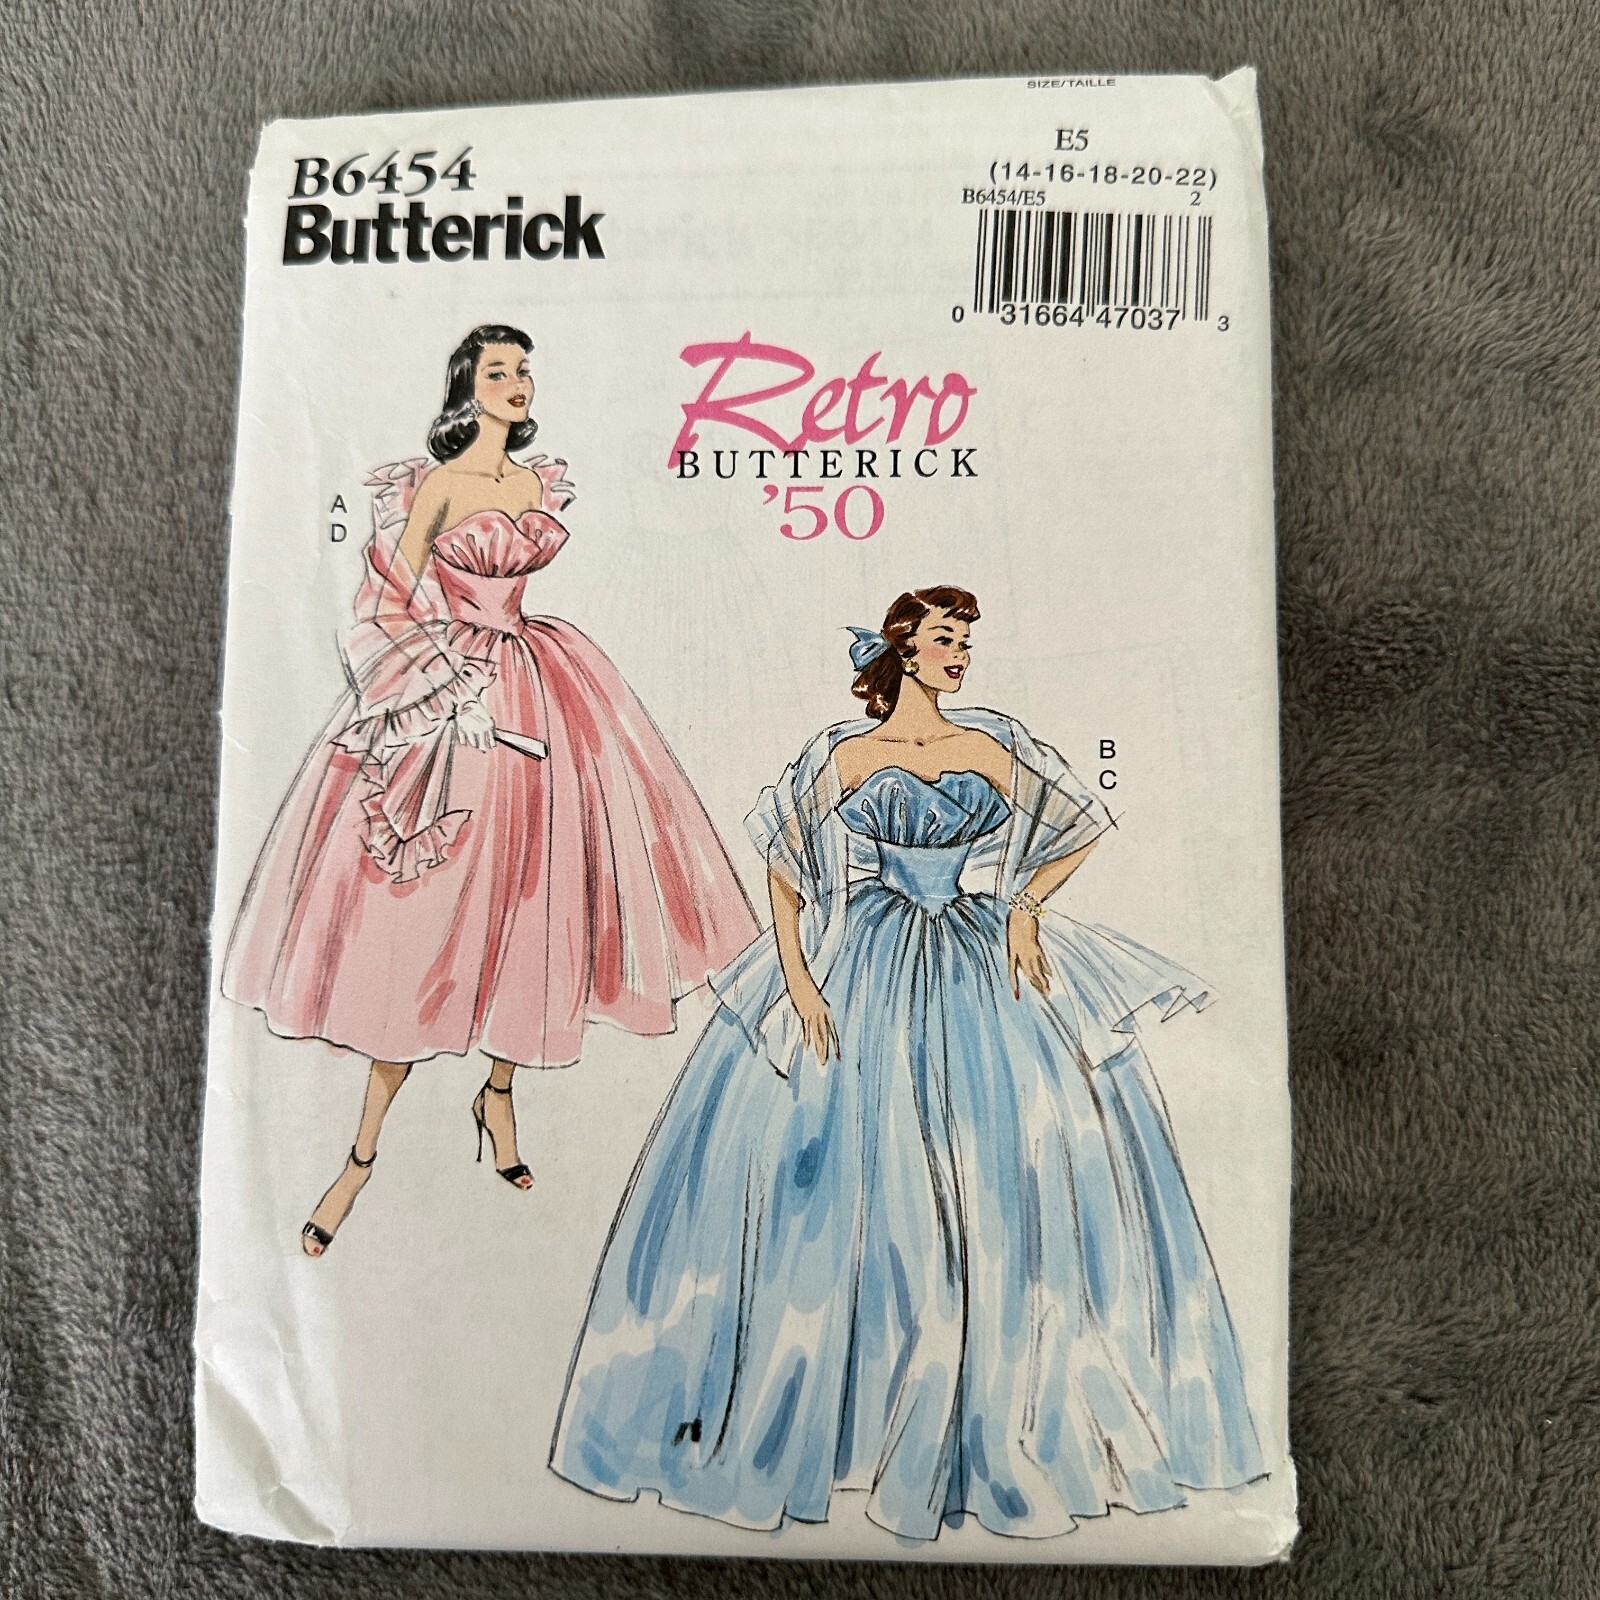 SIZE/TAILLE
E5
(14-16-18-20-22)
B6454/E5 2
0 31664 47037 3
B6454
Butterick
Retro
BUTTERICK
’50
A
D
B
C